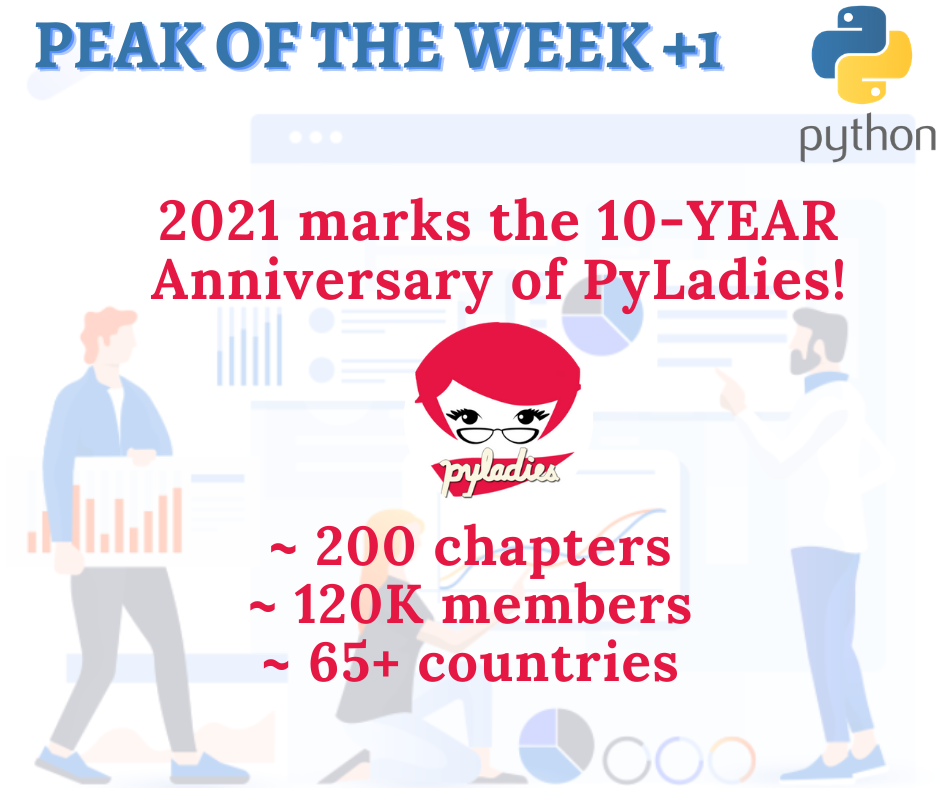 PEAK OF THE WEEK +1
python
2021 marks the 10-YEAR
Anniversary of PyLadies!
pyladies
~ 200 chapters
~ 120K members
~ 65+ countries